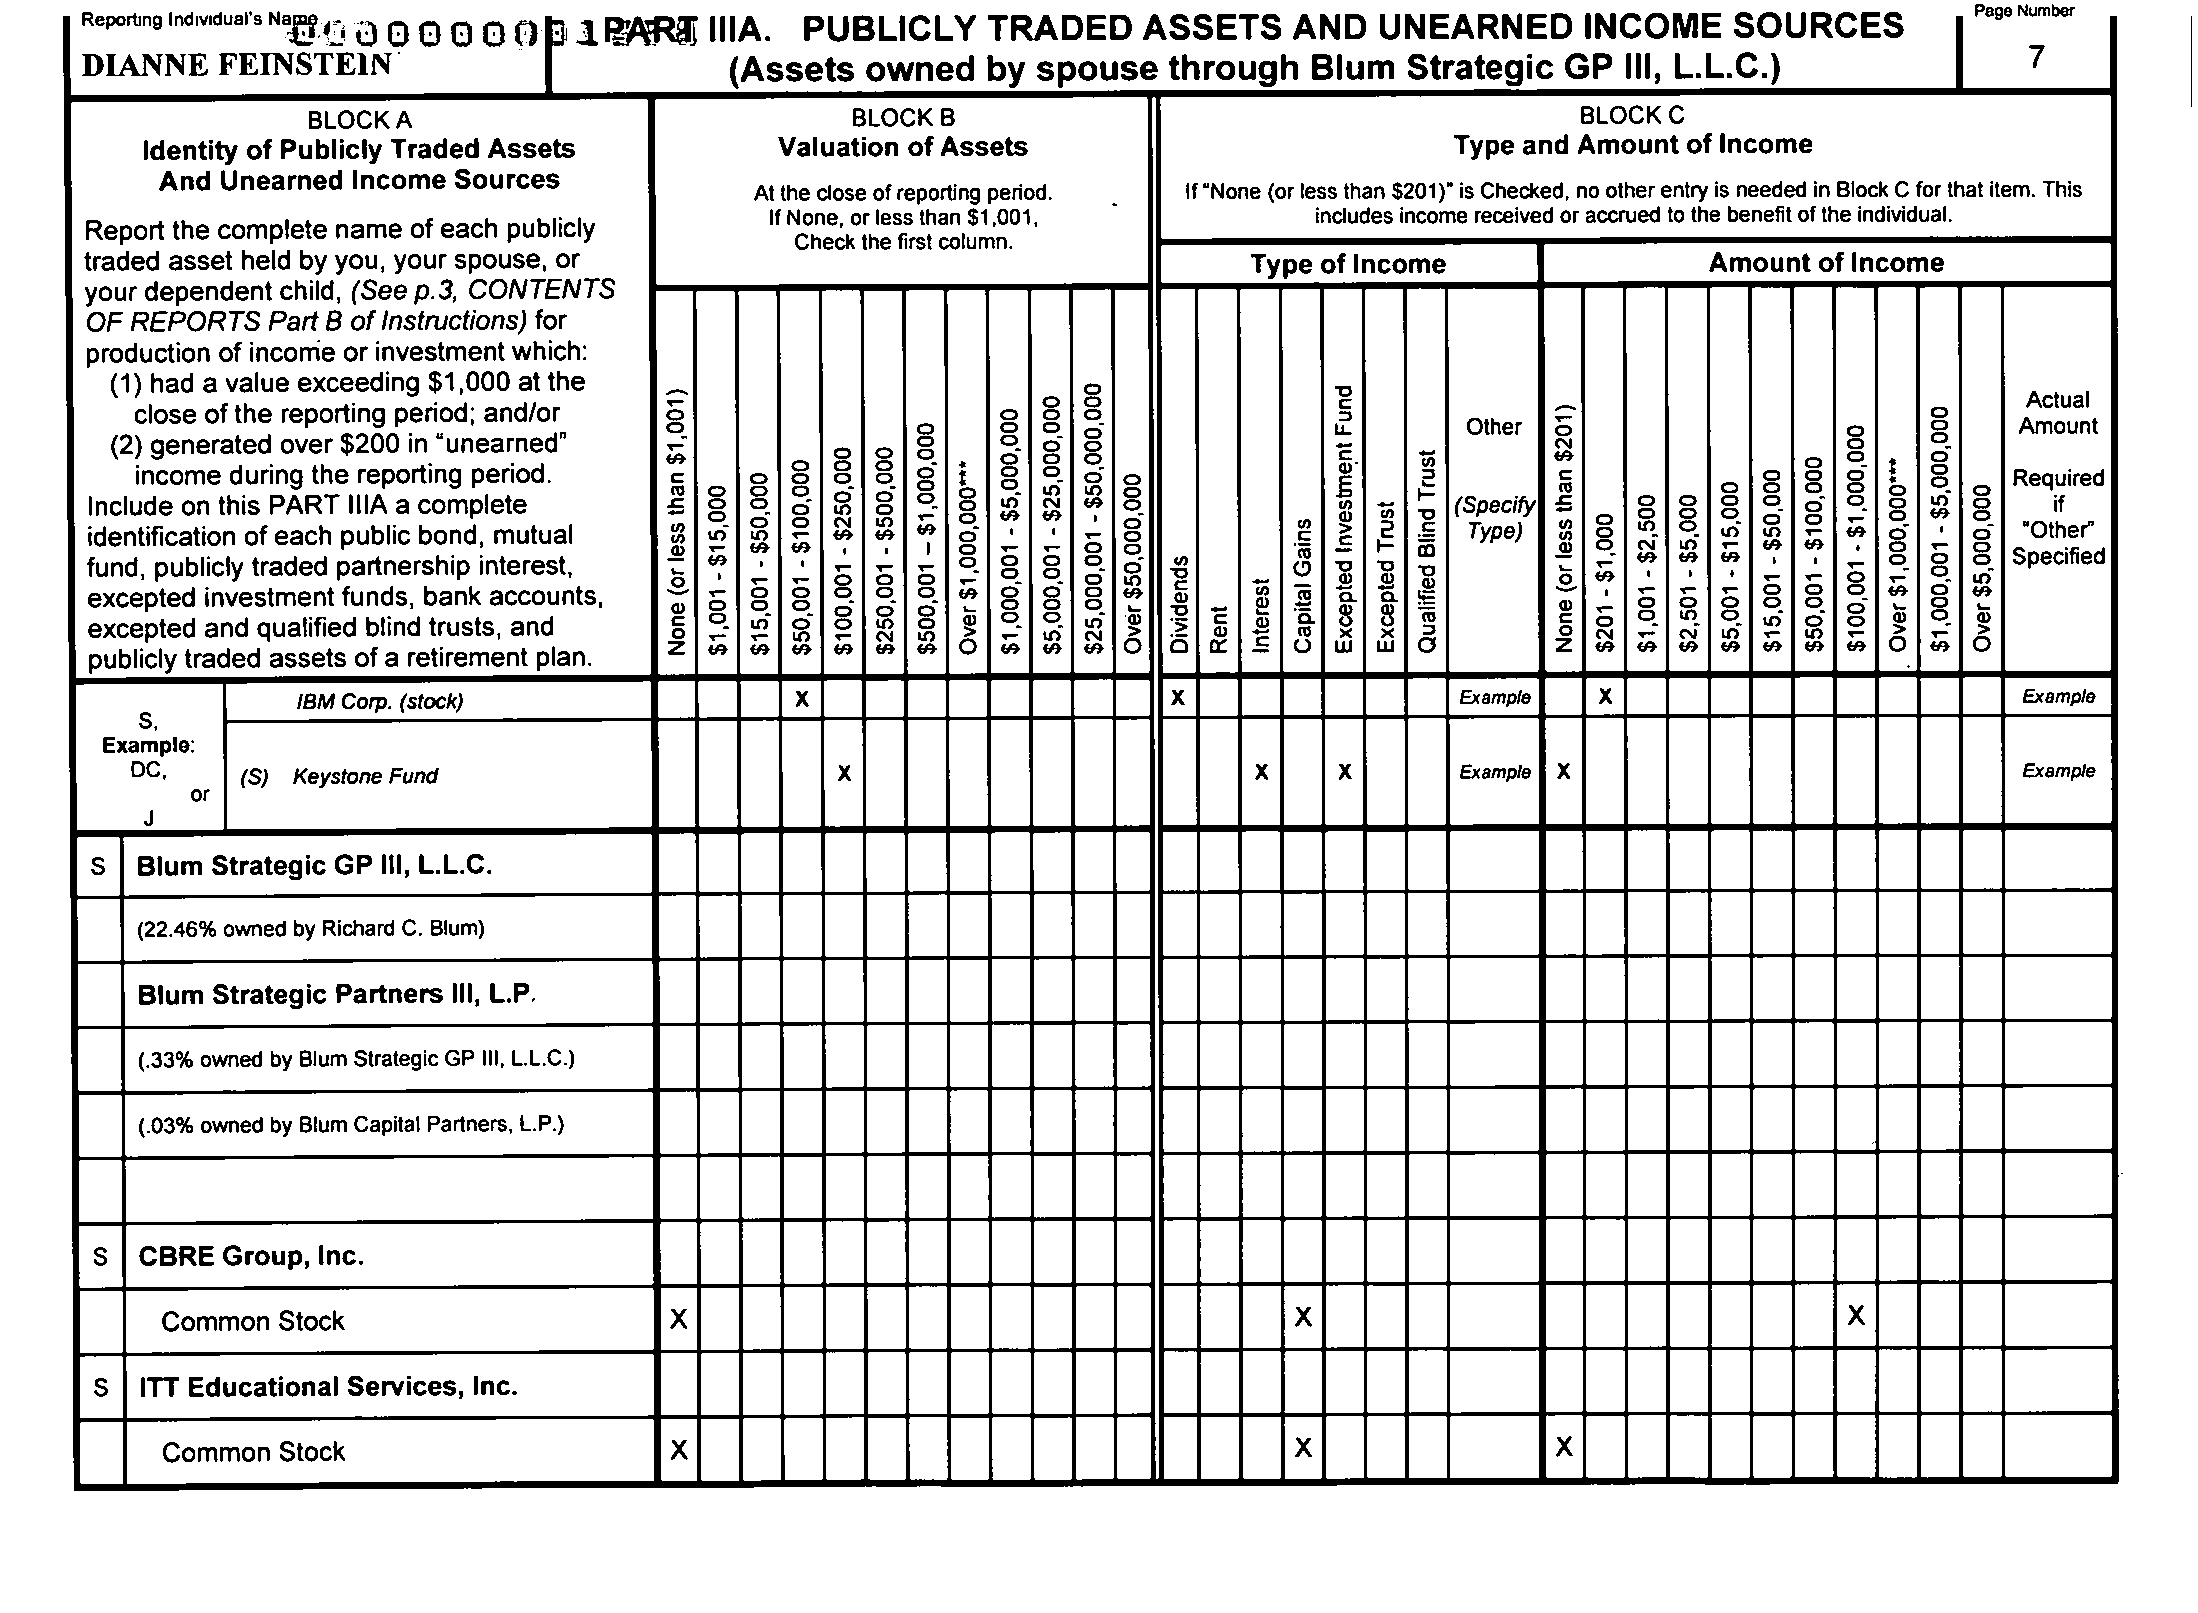 Reporting Individual's Name
DIANNE FEINSTEIN
PART IIIA. PUBLICLY TRADED ASSETS AND UNEARNED INCOME SOURCES
(Assets owned by spouse through Blum Strategic GP III, L.L.C.)
Page Number
7
BLOCK A
Identity of Publicly Traded Assets
And Unearned Income Sources
Report the complete name of each publicly
traded asset held by you, your spouse, or
your dependent child, (See p.3, CONTENTS
OF REPORTS Part B of Instructions) for
production of income or investment which:
(1) had a value exceeding $1,000 at the
close of the reporting period; and/or
(2) generated over $200 in "unearned"
income during the reporting period.
Include on this PART IIIA a complete
identification of each public bond, mutual
fund, publicly traded partnership interest,
excepted investment funds, bank accounts,
excepted and qualified blind trusts, and
publicly traded assets of a retirement plan.
BLOCK B
Valuation of Assets
At the close of reporting period.
If None, or less than $1,001,
Check the first column.
None (or less than $1,001)
$1,001 - $15,000
$15,001 - $50,000
$50,001 - $100,000
$100,001 - $250,000
$250,001 - $500,000
$500,001 – $1,000,000
Over $1,000,000***
$1,000,001 - $5,000,000
$5,000,001 - $25,000,000
$25,000,001 - $50,000,000
Over $50,000,000
BLOCK C
Type and Amount of Income
If "None (or less than $201)" is Checked, no other entry is needed in Block C for that item. This
includes income received or accrued to the benefit of the individual.
Type of Income
Dividends
Rent
Interest
Capital Gains
Excepted Investment Fund
Excepted Trust
Qualified Blind Trust
Other
(Specify
Type)
Amount of Income
None (or less than $201)
$201 - $1,000
$1,001 - $2,500
$2,501 - $5,000
$5,001 - $15,000
$15,001 - $50,000
$50,001 - $100,000
$100,001 - $1,000,000
Over $1,000,000***
$1,000,001 - $5,000,000
Over $5,000,000
Actual
Amount
Required
if
"Other"
Specified
S,
Example:
DC,
or
J
IBM Corp. (stock) X X Example X Example
(S) Keystone Fund X X X Example X Example
S Blum Strategic GP III, L.L.C.
(22.46% owned by Richard C. Blum)
Blum Strategic Partners III, L.P.
(.33% owned by Blum Strategic GP III, L.L.C.)
(.03% owned by Blum Capital Partners, L.P.)
S CBRE Group, Inc.
Common Stock X X X
S ITT Educational Services, Inc.
Common Stock X X X